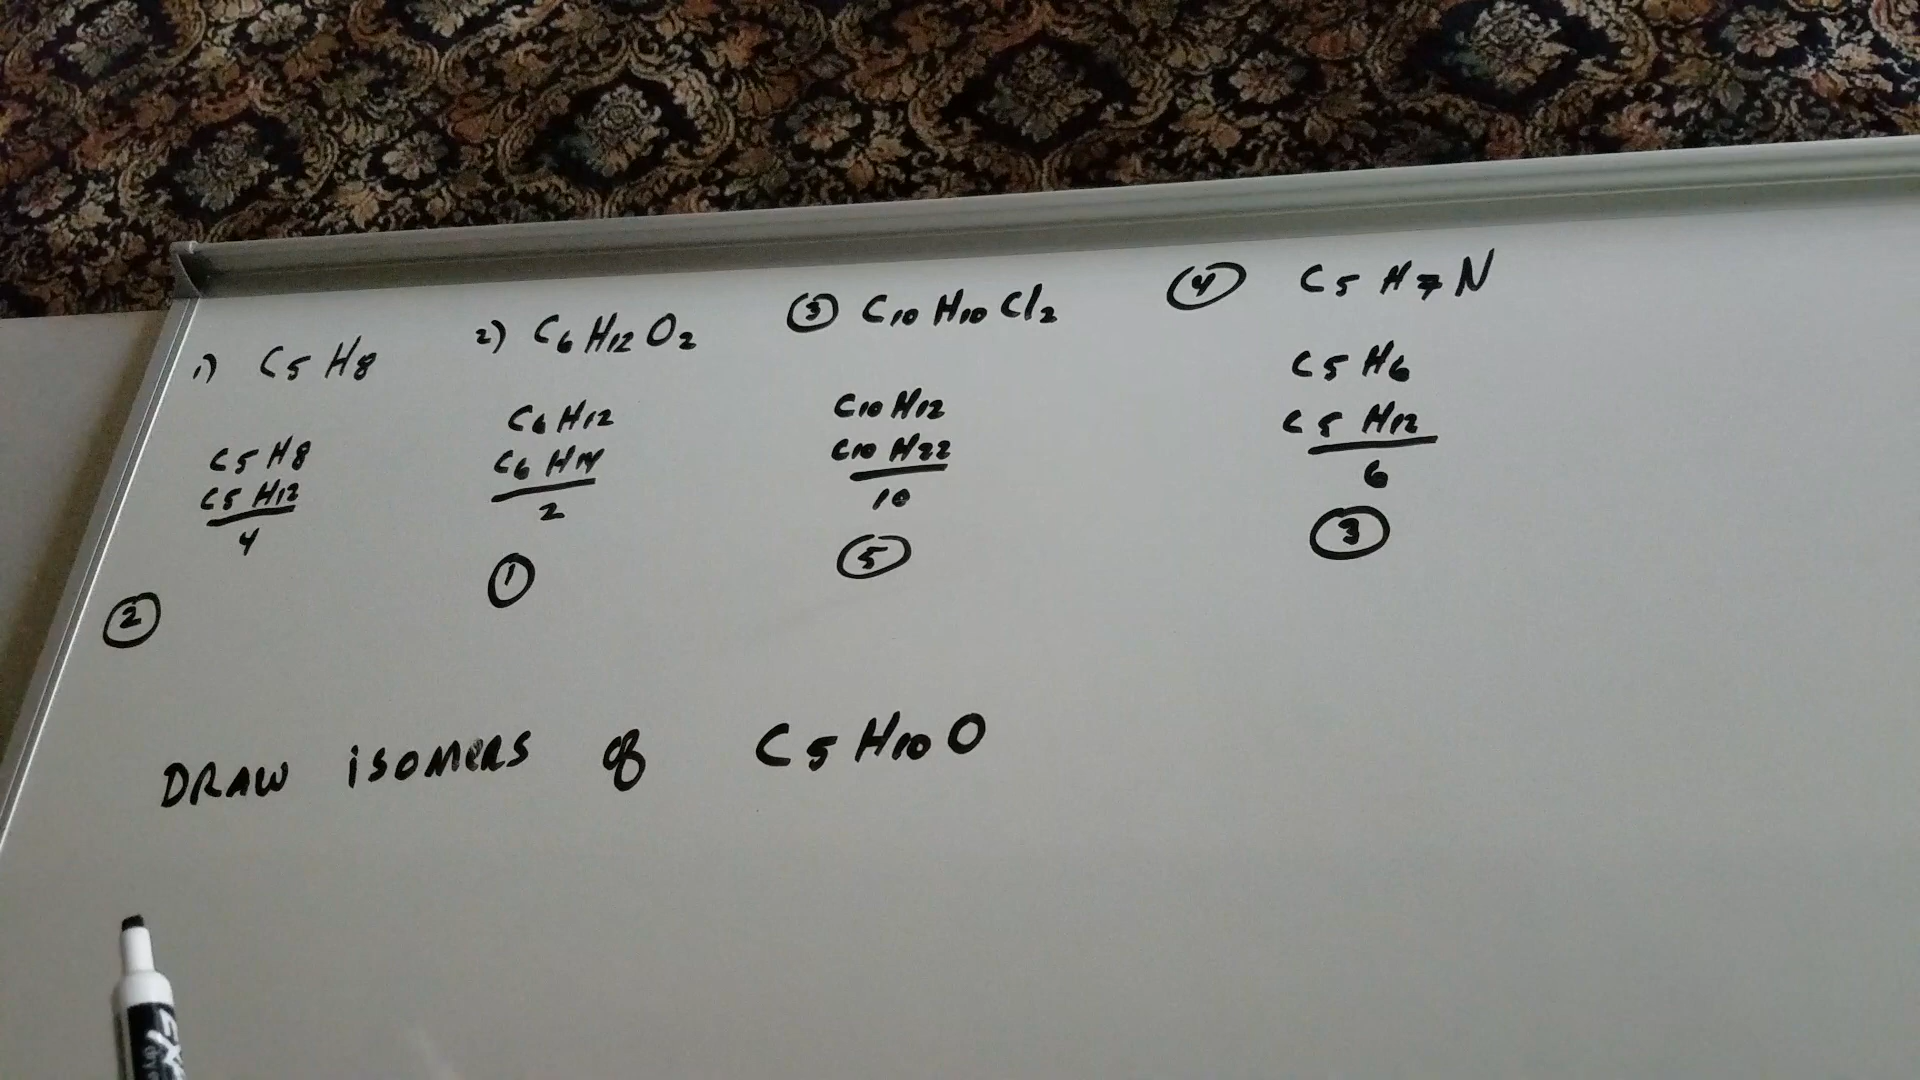 1) C5H8
C5H8
C5H12
4
2
2) C6H12O2
C6H12
C6H14
2
1
3 C10H10Cl2
C10H12
C10H22
10
5
4 C5H7N
C5H6
C5H12
6
3
DRAW isOMERS of C5H10O